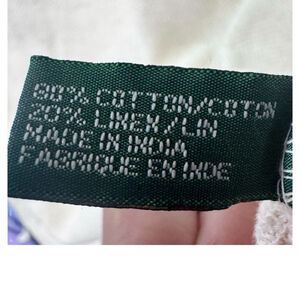 80% COTTON/COTON
20% LINEN/LIN
MADE IN INDIA
FABRIQUE EN INDE